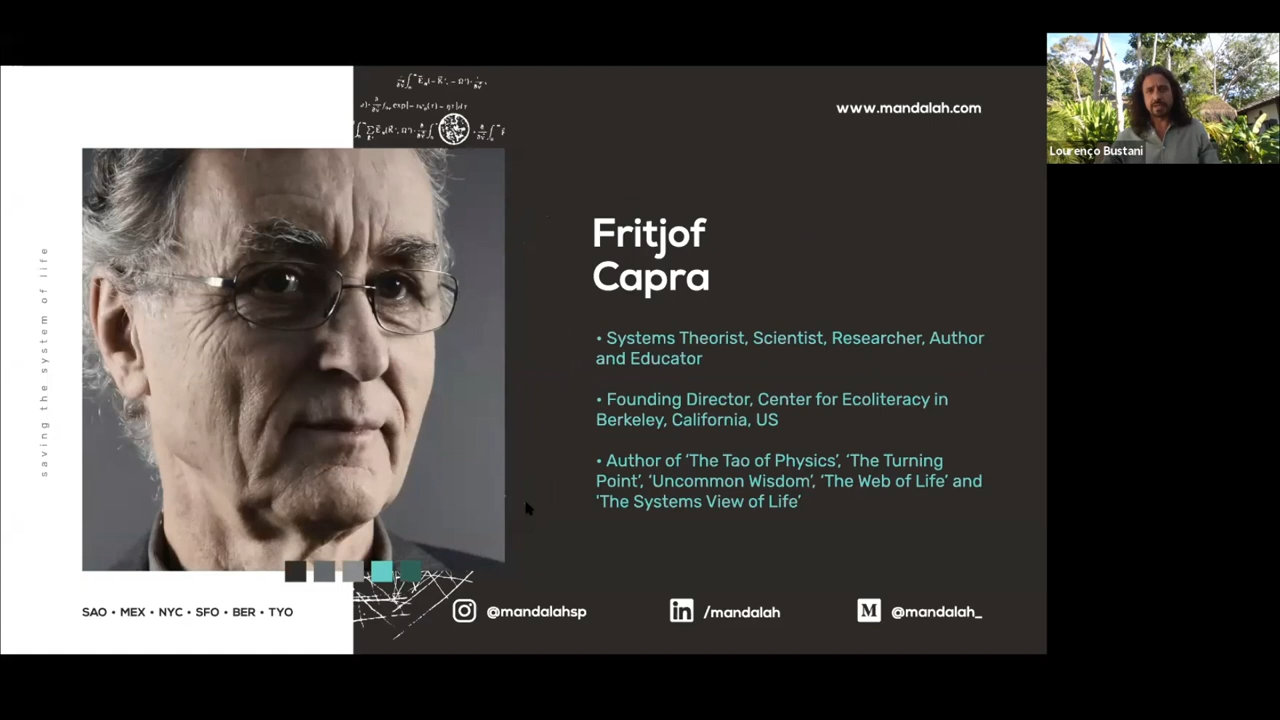 www.mandalah.com
Lourenço Bustani
Fritjof
Capra
• Systems Theorist, Scientist, Researcher, Author
and Educator
• Founding Director, Center for Ecoliteracy in
Berkeley, California, US
• Author of ‘The Tao of Physics’, ‘The Turning
Point’, ‘Uncommon Wisdom’, ‘The Web of Life’ and
'The Systems View of Life’
saving the system of life
SAO • MEX • NYC • SFO • BER • TYO
@mandalahsp
/mandalah
M @mandalah_